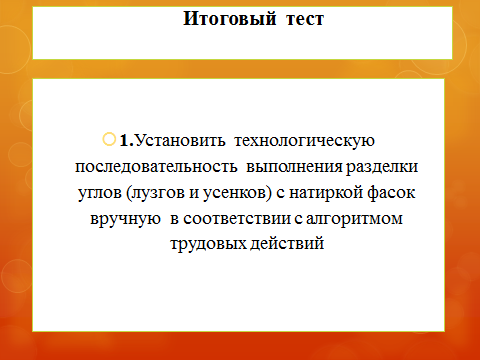 Итоговый тест
1.Установить технологическую
последовательность выполнения разделки
углов (лузгов и усенков) с натиркой фасок
вручную в соответствии с алгоритмом
трудовых действий